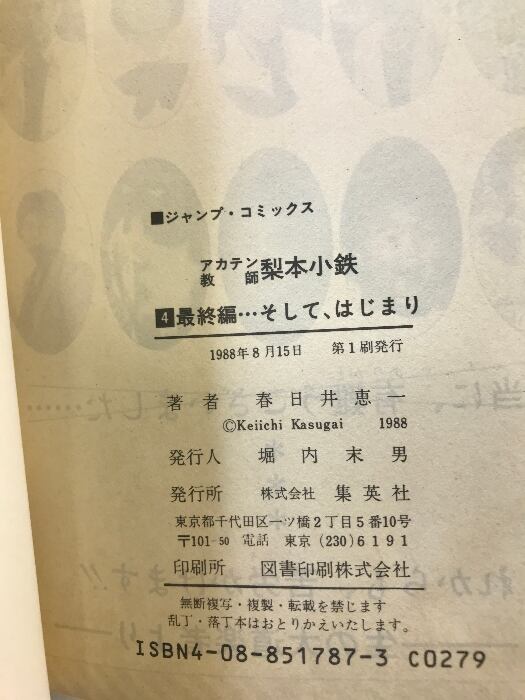 ■ジャンプ・コミックス
アカテン教師 梨本小鉄
4 最終編…そして、はじまり
1988年8月15日 第1刷発行
著者 春日井恵一
©Keiichi Kasugai 1988
発行人 堀内末男
発行所 株式会社 集英社
東京都千代田区一ツ橋2丁目5番10号
〒101-50 電話 東京(230)6191
印刷所 図書印刷株式会社
無断複写・複製・転載を禁じます
乱丁・落丁本はおとりかえいたします。
ISBN4-08-851787-3 C0279